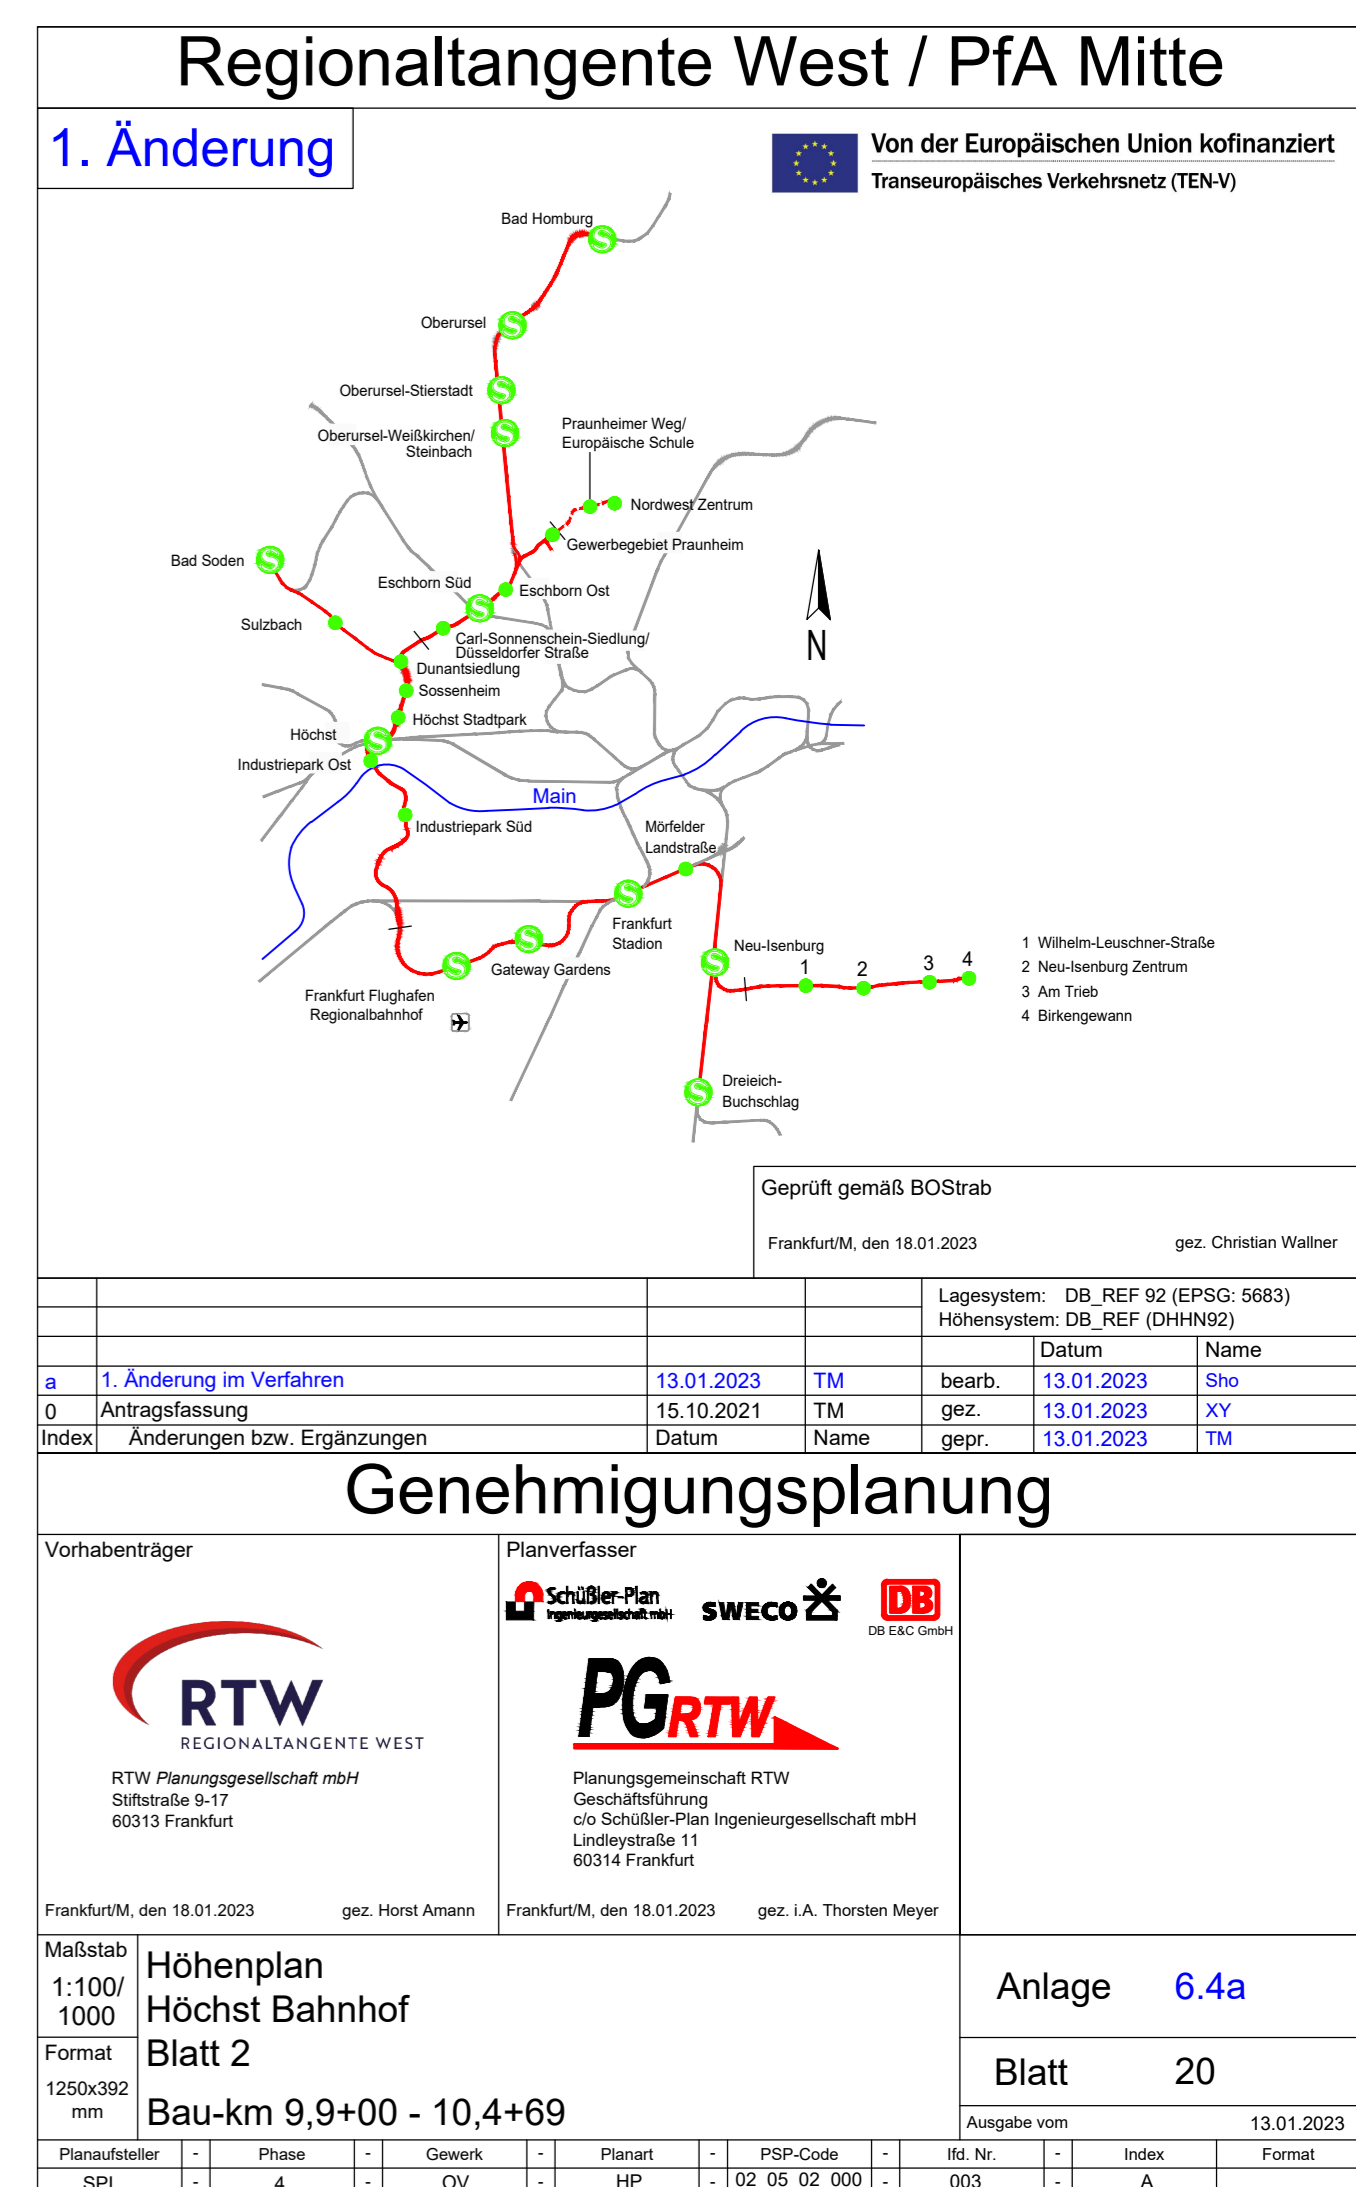 Regionaltangente West / PfA Mitte
1. Änderung
Von der Europäischen Union kofinanziert
Transeuropäisches Verkehrsnetz (TEN-V)
Bad Homburg
Oberursel
Oberursel-Stierstadt
Oberursel-Weißkirchen/
Steinbach
Praunheimer Weg/
Europäische Schule
Nordwest Zentrum
Gewerbegebiet Praunheim
Bad Soden
Eschborn Süd
Eschborn Ost
Sulzbach
Carl-Sonnenschein-Siedlung/
Düsseldorfer Straße
Dunantsiedlung
Sossenheim
Höchst Stadtpark
Höchst
Industriepark Ost
N
Main
Industriepark Süd
Mörfelder
Landstraße
Frankfurt
Stadion
Neu-Isenburg
Gateway Gardens
Frankfurt Flughafen
Regionalbahnhof
1 2 3 4
1 Wilhelm-Leuschner-Straße
2 Neu-Isenburg Zentrum
3 Am Trieb
4 Birkengewann
Dreieich-
Buchschlag
Geprüft gemäß BOStrab
Frankfurt/M, den 18.01.2023 gez. Christian Wallner
Lagesystem: DB_REF 92 (EPSG: 5683)
Höhensystem: DB_REF (DHHN92)
Datum Name
a 1. Änderung im Verfahren 13.01.2023 TM bearb. 13.01.2023 Sho
0 Antragsfassung 15.10.2021 TM gez. 13.01.2023 XY
Index Änderungen bzw. Ergänzungen Datum Name gepr. 13.01.2023 TM
Genehmigungsplanung
Vorhabenträger
RTW
REGIONALTANGENTE WEST
RTW Planungsgesellschaft mbH
Stiftstraße 9-17
60313 Frankfurt
Frankfurt/M, den 18.01.2023 gez. Horst Amann
Planverfasser
Schüßler-Plan
Ingenieurgesellschaft mbH
SWECO
DB
DB E&C GmbH
PGRTW
Planungsgemeinschaft RTW
Geschäftsführung
c/o Schüßler-Plan Ingenieurgesellschaft mbH
Lindleystraße 11
60314 Frankfurt
Frankfurt/M, den 18.01.2023 gez. i.A. Thorsten Meyer
Maßstab
1:100/
1000
Format
1250x392
mm
Höhenplan
Höchst Bahnhof
Blatt 2
Bau-km 9,9+00 - 10,4+69
Anlage 6.4a
Blatt 20
Ausgabe vom 13.01.2023
Planaufsteller - Phase - Gewerk - Planart - PSP-Code - lfd. Nr. - Index Format
SPI - 4 - OV - HP - 02_05_02_000 - 003 - A